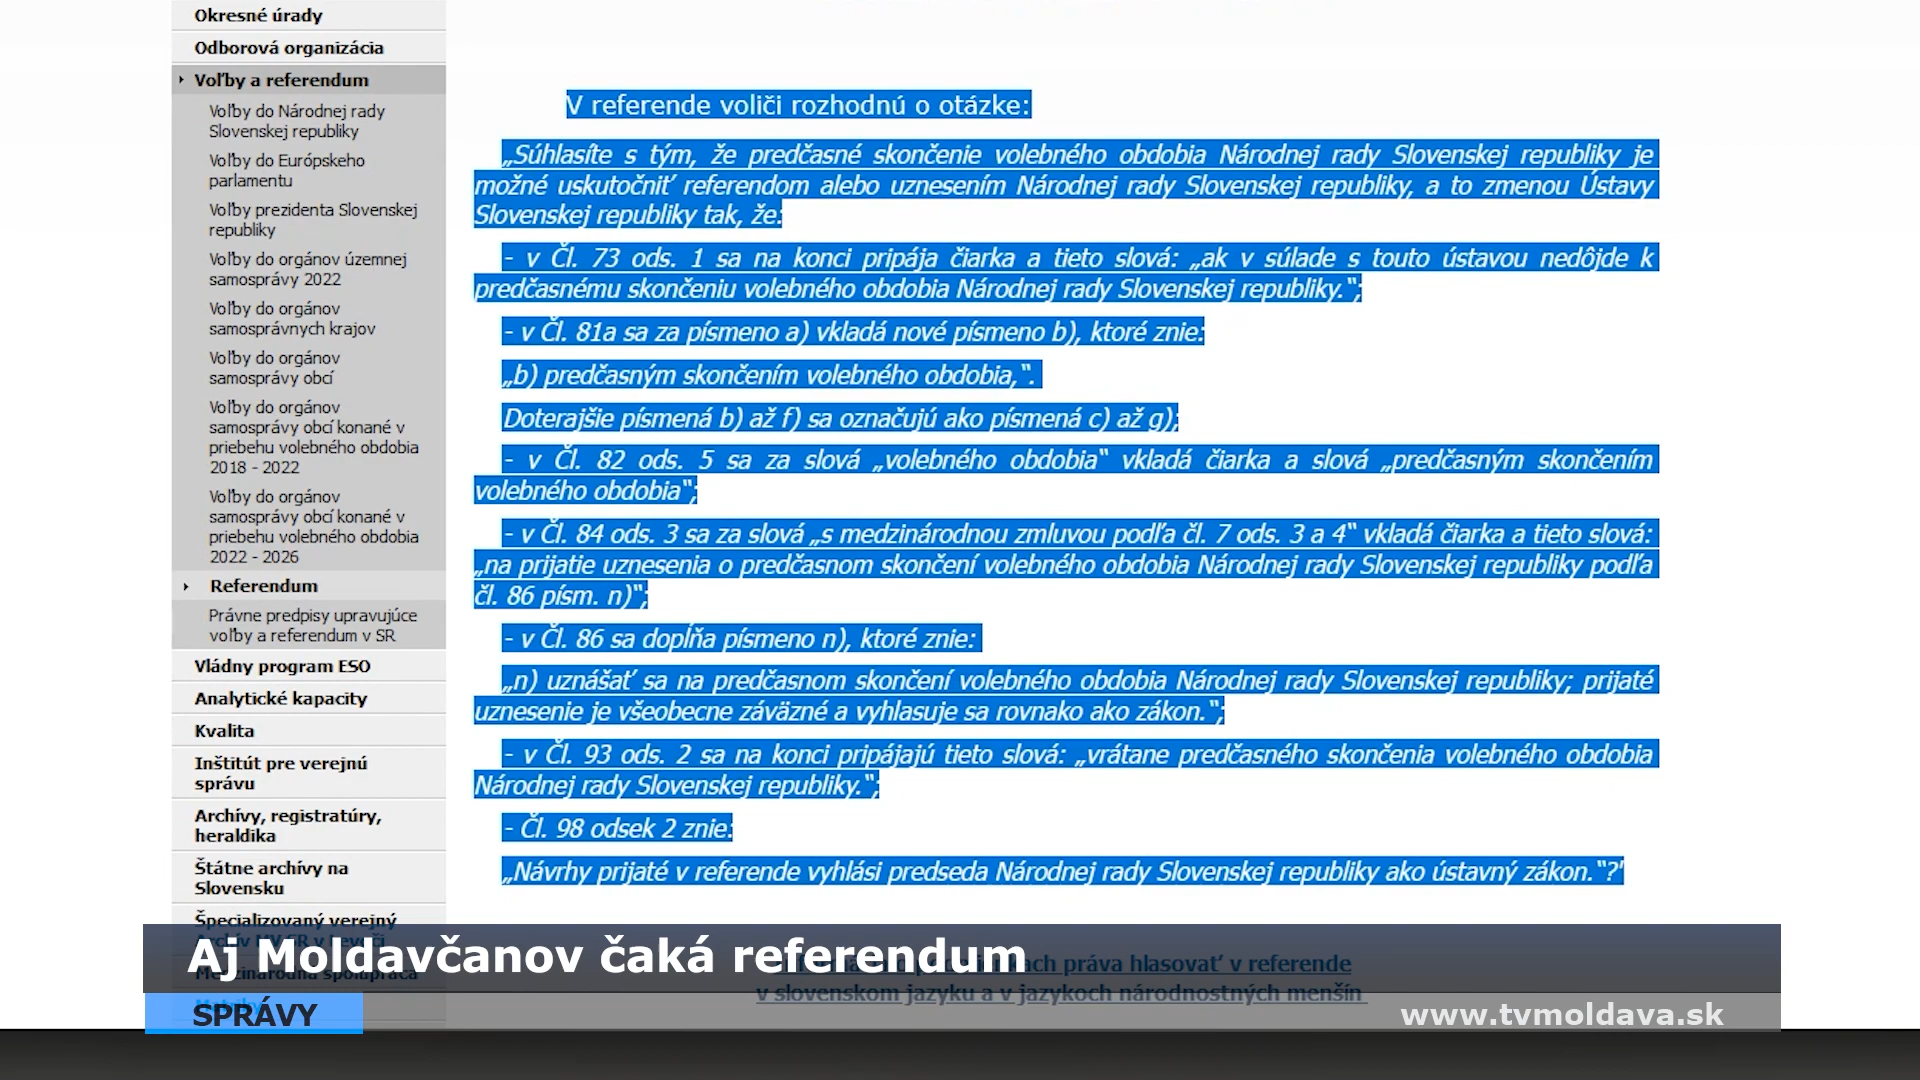 Okresné úrady
Odborová organizácia
Voľby a referendum
Voľby do Národnej rady
Slovenskej republiky
Voľby do Európskeho
parlamentu
Voľby prezidenta Slovenskej
republiky
Voľby do orgánov územnej
samosprávy 2022
Voľby do orgánov
samosprávnych krajov
Voľby do orgánov
samosprávy obcí
Voľby do orgánov
samosprávy obcí konané v
priebehu volebného obdobia
2018 - 2022
Voľby do orgánov
samosprávy obcí konané v
priebehu volebného obdobia
2022 - 2026
Referendum
Právne predpisy upravujúce
voľby a referendum v SR
Vládny program ESO
Analytické kapacity
Kvalita
Inštitút pre verejnú
správu
Archívy, registratúry,
heraldika
Štátne archívy na
Slovensku
Špecializovaný verejný
V referende voliči rozhodnú o otázke:
„Súhlasíte s tým, že predčasné skončenie volebného obdobia Národnej rady Slovenskej republiky je
možné uskutočniť referendom alebo uznesením Národnej rady Slovenskej republiky, a to zmenou Ústavy
Slovenskej republiky tak, že:
- v Čl. 73 ods. 1 sa na konci pripája čiarka a tieto slová: „ak v súlade s touto ústavou nedôjde k
predčasnému skončeniu volebného obdobia Národnej rady Slovenskej republiky.“;
- v Čl. 81a sa za písmeno a) vkladá nové písmeno b), ktoré znie:
„b) predčasným skončením volebného obdobia,“.
Doterajšie písmená b) až f) sa označujú ako písmená c) až g);
- v Čl. 82 ods. 5 sa za slová „volebného obdobia“ vkladá čiarka a slová „predčasným skončením
volebného obdobia“;
- v Čl. 84 ods. 3 sa za slová „s medzinárodnou zmluvou podľa čl. 7 ods. 3 a 4“ vkladá čiarka a tieto slová:
„na prijatie uznesenia o predčasnom skončení volebného obdobia Národnej rady Slovenskej republiky podľa
čl. 86 písm. n)“;
- v Čl. 86 sa dopĺňa písmeno n), ktoré znie:
„n) uznášať sa na predčasnom skončení volebného obdobia Národnej rady Slovenskej republiky; prijaté
uznesenie je všeobecne záväzné a vyhlasuje sa rovnako ako zákon.“;
- v Čl. 93 ods. 2 sa na konci pripájajú tieto slová: „vrátane predčasného skončenia volebného obdobia
Národnej rady Slovenskej republiky.“;
- Čl. 98 odsek 2 znie:
„Návrhy prijaté v referende vyhlási predseda Národnej rady Slovenskej republiky ako ústavný zákon.“?“
práva hlasovať v referende
v slovenskom jazyku a v jazykoch národnostných menšín
Aj Moldavčanov čaká referendum
SPRÁVY
www.tvmoldava.sk